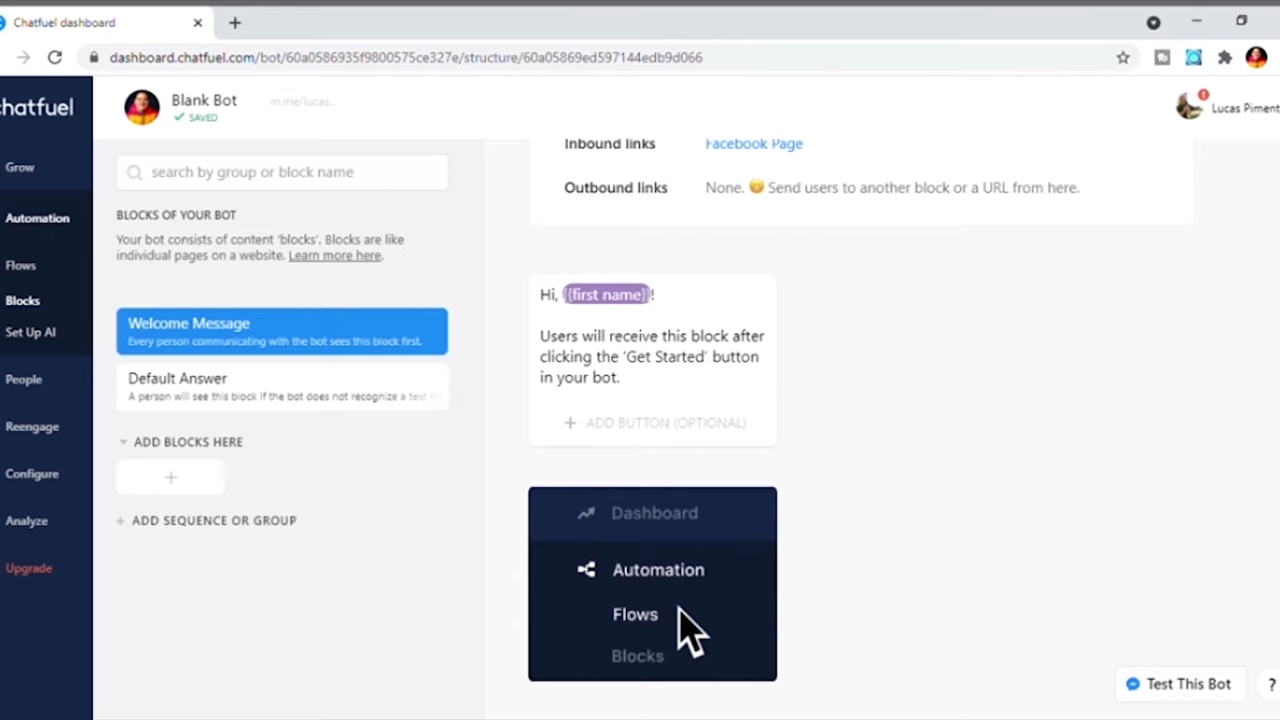 Chatfuel dashboard
dashboard.chatfuel.com/bot/60a0586935f9800575ce327e/structure/60a05869ed597144edb9d066
chatfuel
Blank Bot
m.me/lucas..
SAVED
Lucas Piment
Grow
Automation
Flows
Blocks
Set Up AI
People
Reengage
Configure
Analyze
Upgrade
search by group or block name
BLOCKS OF YOUR BOT
Your bot consists of content 'blocks'. Blocks are like
individual pages on a website. Learn more here.
Welcome Message
Every person communicating with the bot sees this block first.
Default Answer
A person will see this block if the bot does not recognize a text
ADD BLOCKS HERE
+
+ ADD SEQUENCE OR GROUP
Inbound links Facebook Page
Outbound links None. 😕 Send users to another block or a URL from here.
Hi, {{first name}}!
Users will receive this block after
clicking the 'Get Started' button
in your bot.
+ ADD BUTTON (OPTIONAL)
Dashboard
Automation
Flows
Blocks
Test This Bot
?